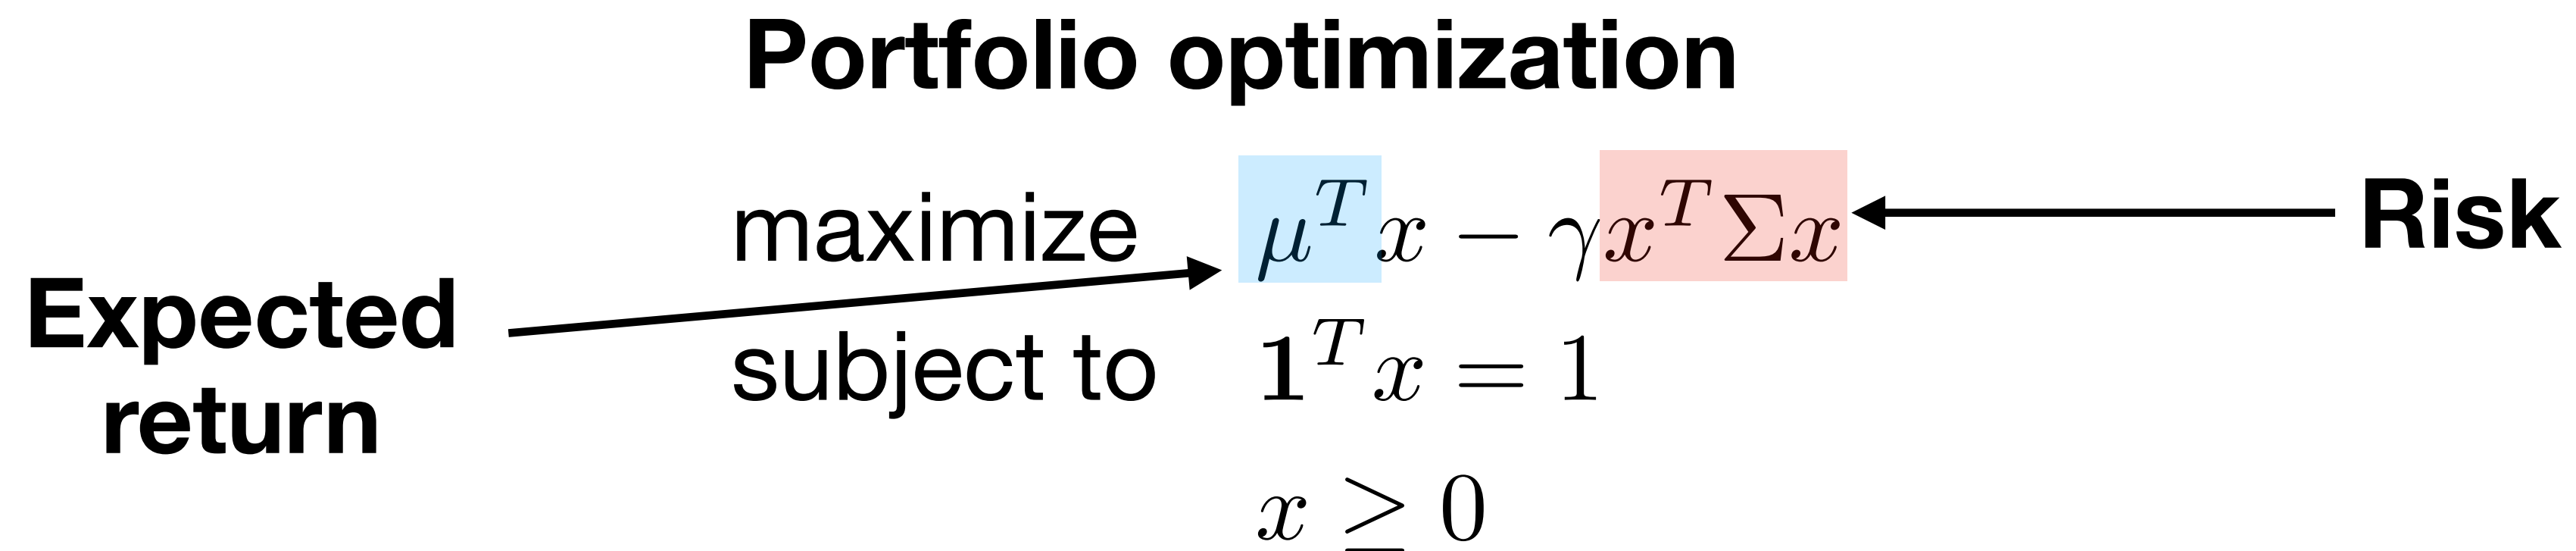 Portfolio optimization
maximize μ^T x − γx^T Σx
Risk
Expected
return
subject to 1^T x = 1
x ≥ 0